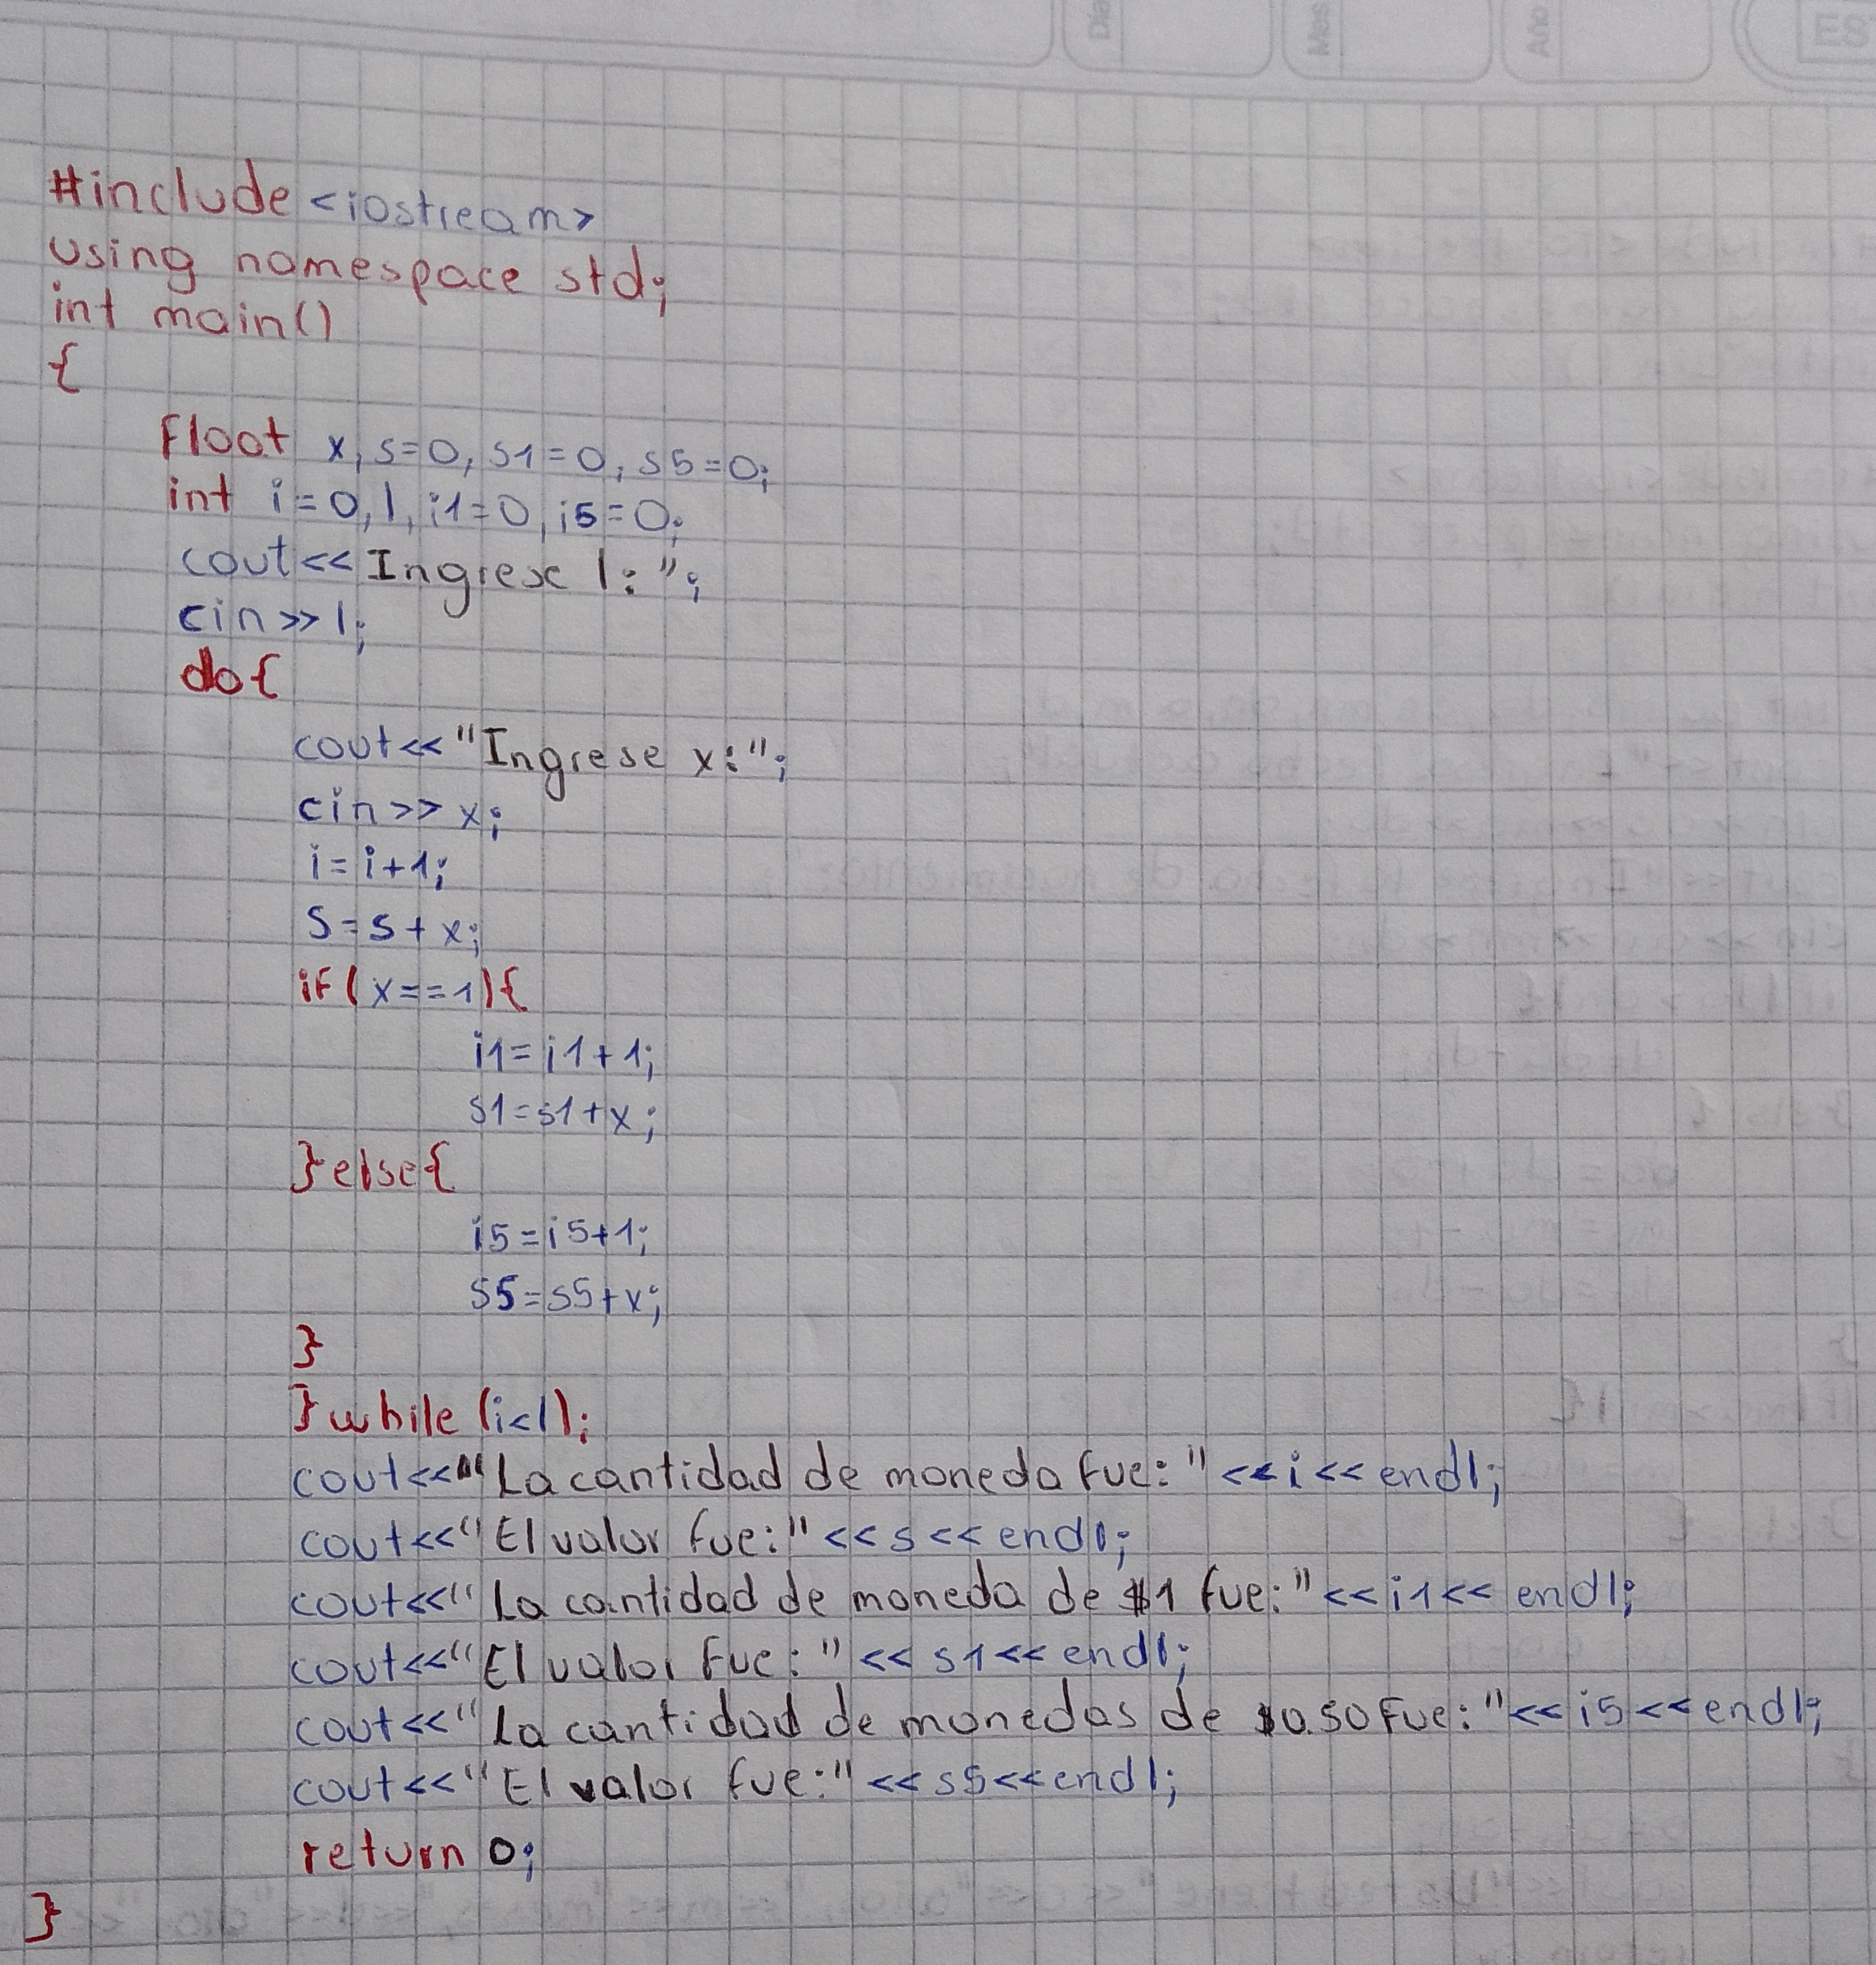 Dia Mes Año
#include <iostream>
using namespace std;
int main()
{
float x, s=0, s1=0, s5=0;
int i=0, l, i1=0, i5=0;
cout<<Ingrese l: ";
cin>>l;
do{
cout<<"Ingrese x:";
cin>> x;
i=i+1;
s=s+x;
if(x==1){
i1=i1+1;
s1=s1+x;
}else{
i5=i5+1;
s5=s5+x;
}
}while(i<l);
cout<<"La cantidad de moneda fue:"<<i<<endl;
cout<<"El valor fue:"<<s<<endl;
cout<<"La cantidad de moneda de $1 fue:"<<i1<<endl;
cout<<"El valor fue:"<<s1<<endl;
cout<<"La cantidad de monedas de $0.50 fue:"<<i5<<endl;
cout<<"El valor fue:"<<s5<<endl;
return 0;
}